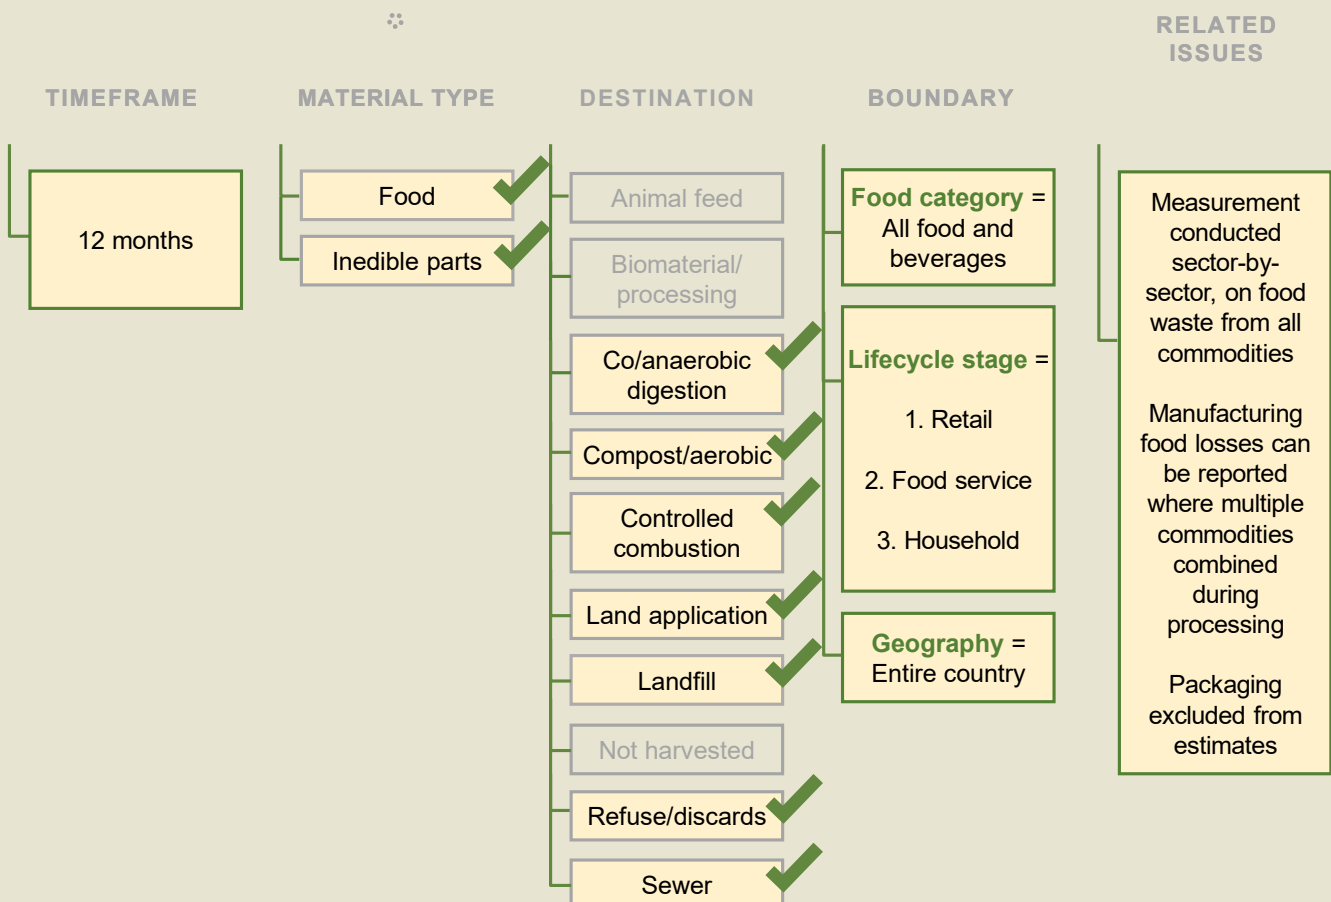 RELATED
ISSUES
TIMEFRAME
MATERIAL TYPE
DESTINATION
BOUNDARY
12 months
Food
Inedible parts
Animal feed
Biomaterial/
processing
Co/anaerobic
digestion
Compost/aerobic
Controlled
combustion
Land application
Landfill
Not harvested
Refuse/discards
Sewer
Food category =
All food and
beverages
Lifecycle stage =
1. Retail
2. Food service
3. Household
Geography =
Entire country
Measurement
conducted
sector-by-
sector, on food
waste from all
commodities
Manufacturing
food losses can
be reported
where multiple
commodities
combined
during
processing
Packaging
excluded from
estimates